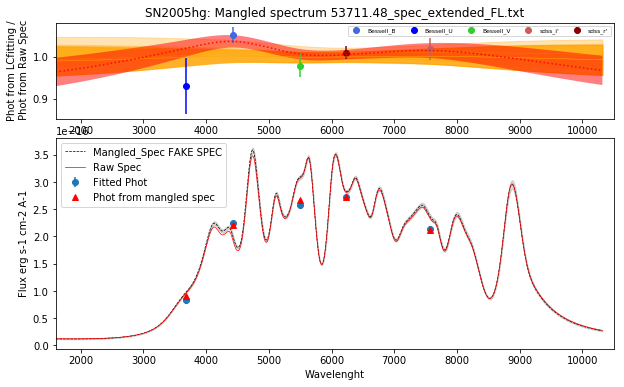 SN2005hg: Mangled spectrum 53711.48_spec_extended_FL.txt
Phot from LCfitting /
Phot from Raw Spec
Bessell_B Bessell_U Bessell_V sdss_i' sdss_r'
1.0
0.9
2000 3000 4000 5000 6000 7000 8000 9000 10000
1e−16
Mangled_Spec FAKE SPEC
Raw Spec
Fitted Phot
Phot from mangled spec
Flux erg s-1 cm-2 A-1
3.5
3.0
2.5
2.0
1.5
1.0
0.5
0.0
2000 3000 4000 5000 6000 7000 8000 9000 10000
Wavelenght